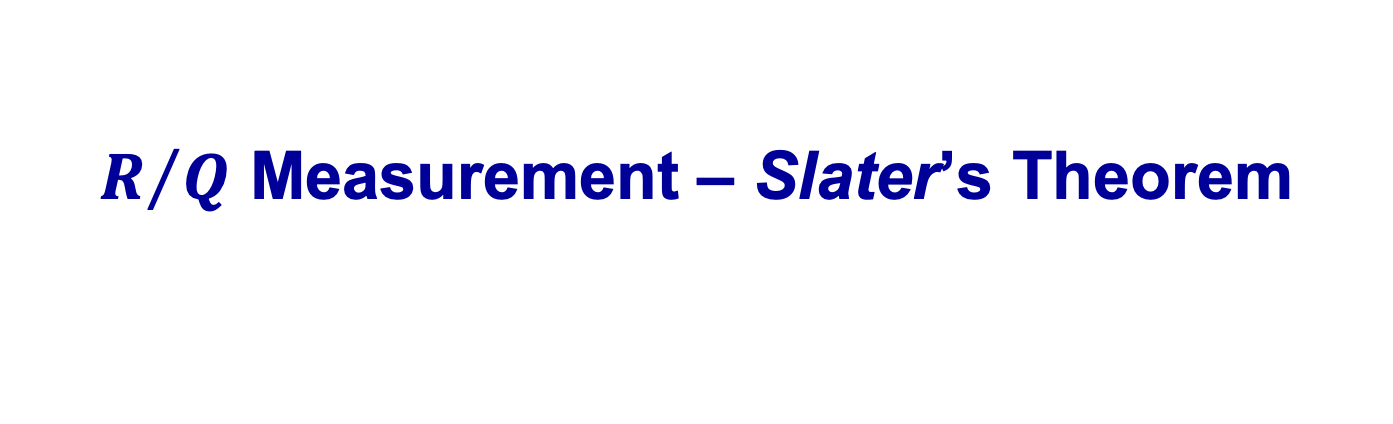 R/Q Measurement – Slater’s Theorem